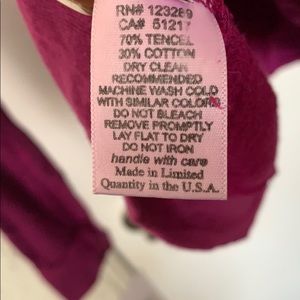 RN# 123289
CA# 51217
70% TENCEL
30% COTTON
DRY CLEAN
RECOMMENDED
MACHINE WASH COLD
WITH SIMILAR COLORS
DO NOT BLEACH
REMOVE PROMPTLY
LAY FLAT TO DRY
DO NOT IRON
handle with care
Made in Limited
Quantity in the U.S.A.